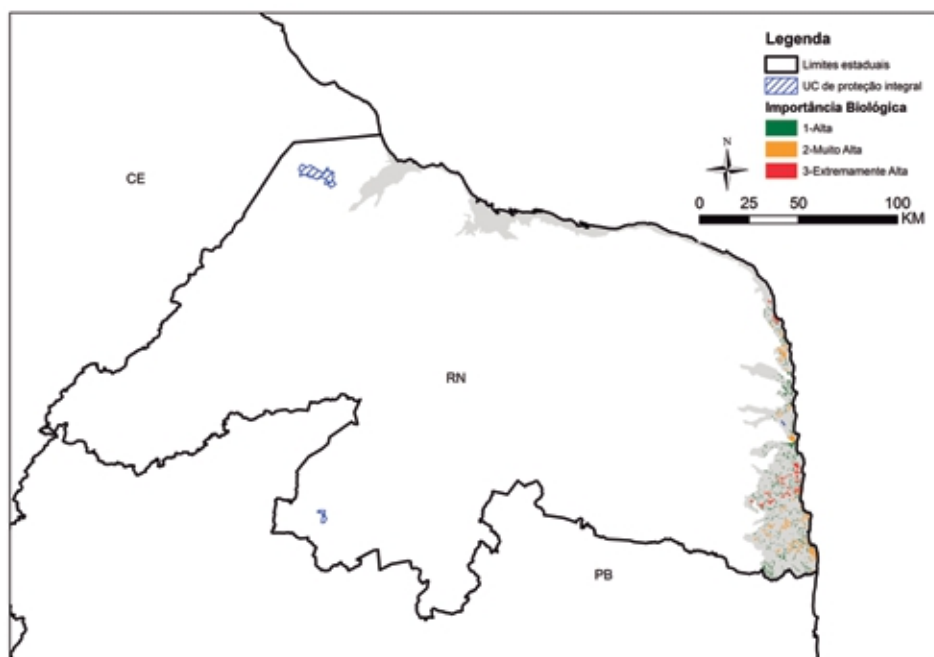 Legenda
Limites estaduais
UC de proteção integral
Importância Biológica
1-Alta
2-Muito Alta
3-Extremamente Alta
N
0 25 50 100
KM
CE
RN
PB